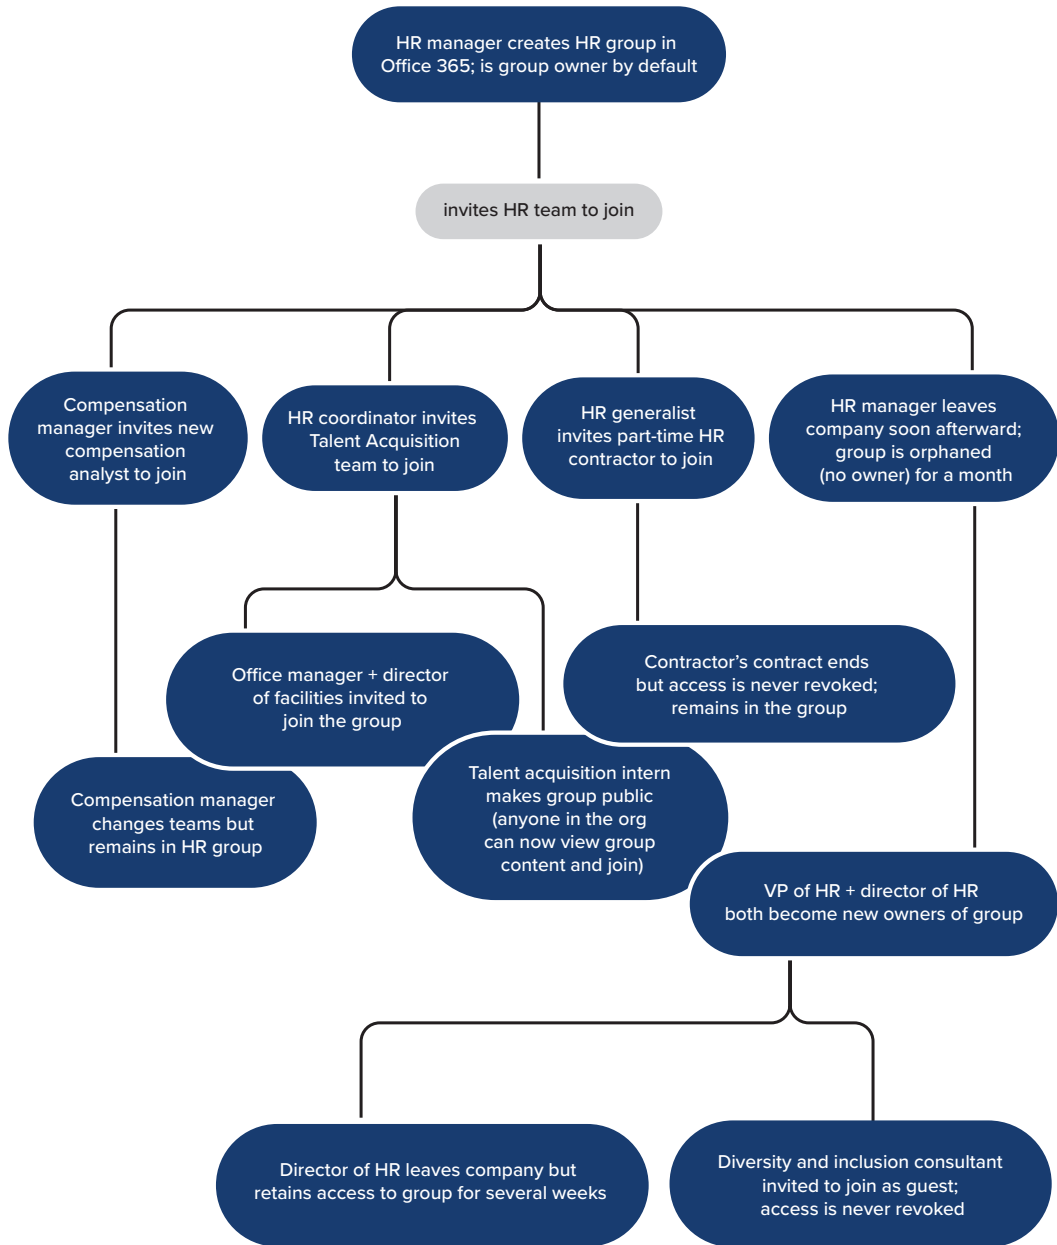 HR manager creates HR group in
Office 365; is group owner by default
invites HR team to join
Compensation
manager invites new
compensation
analyst to join
HR coordinator invites
Talent Acquisition
team to join
HR generalist
invites part-time HR
contractor to join
HR manager leaves
company soon afterward;
group is orphaned
(no owner) for a month
Office manager + director
of facilities invited to
join the group
Contractor’s contract ends
but access is never revoked;
remains in the group
Compensation manager
changes teams but
remains in HR group
Talent acquisition intern
makes group public
(anyone in the org
can now view group
content and join)
VP of HR + director of HR
both become new owners of group
Director of HR leaves company but
retains access to group for several weeks
Diversity and inclusion consultant
invited to join as guest;
access is never revoked